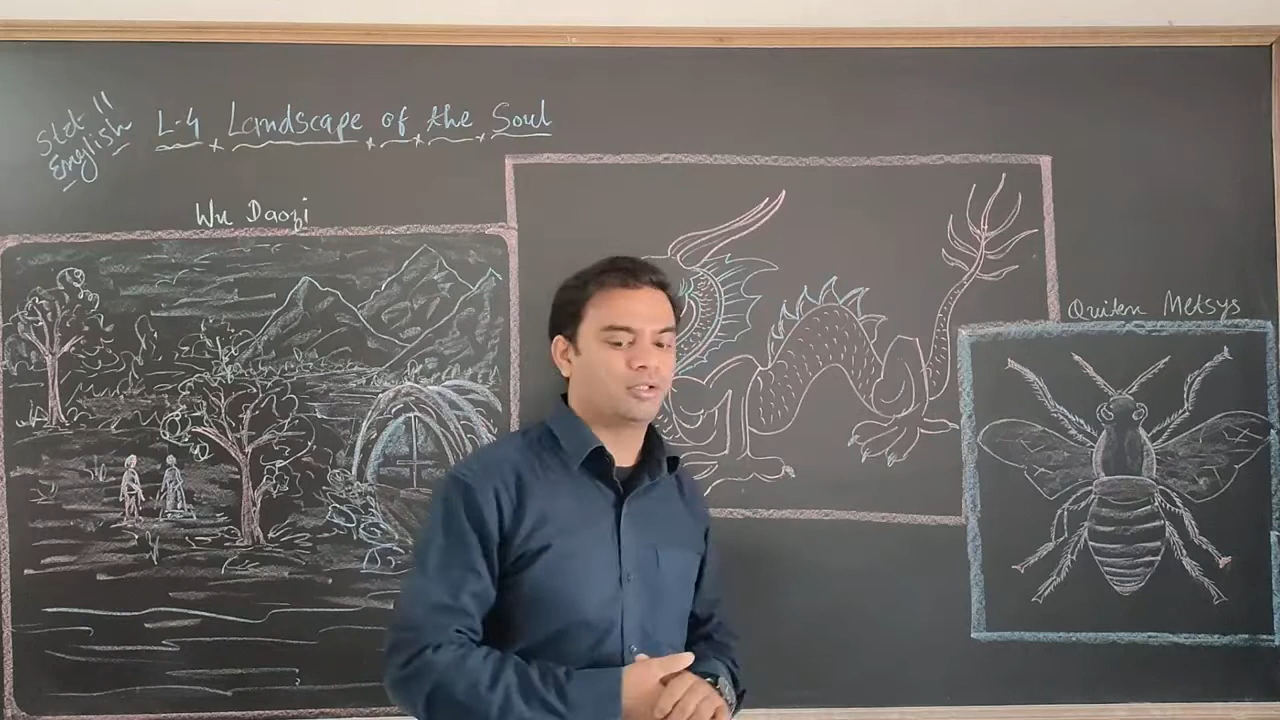 Std-11
English
L-4 Landscape of the Soul
Wu Daozi
Quiten Metsys